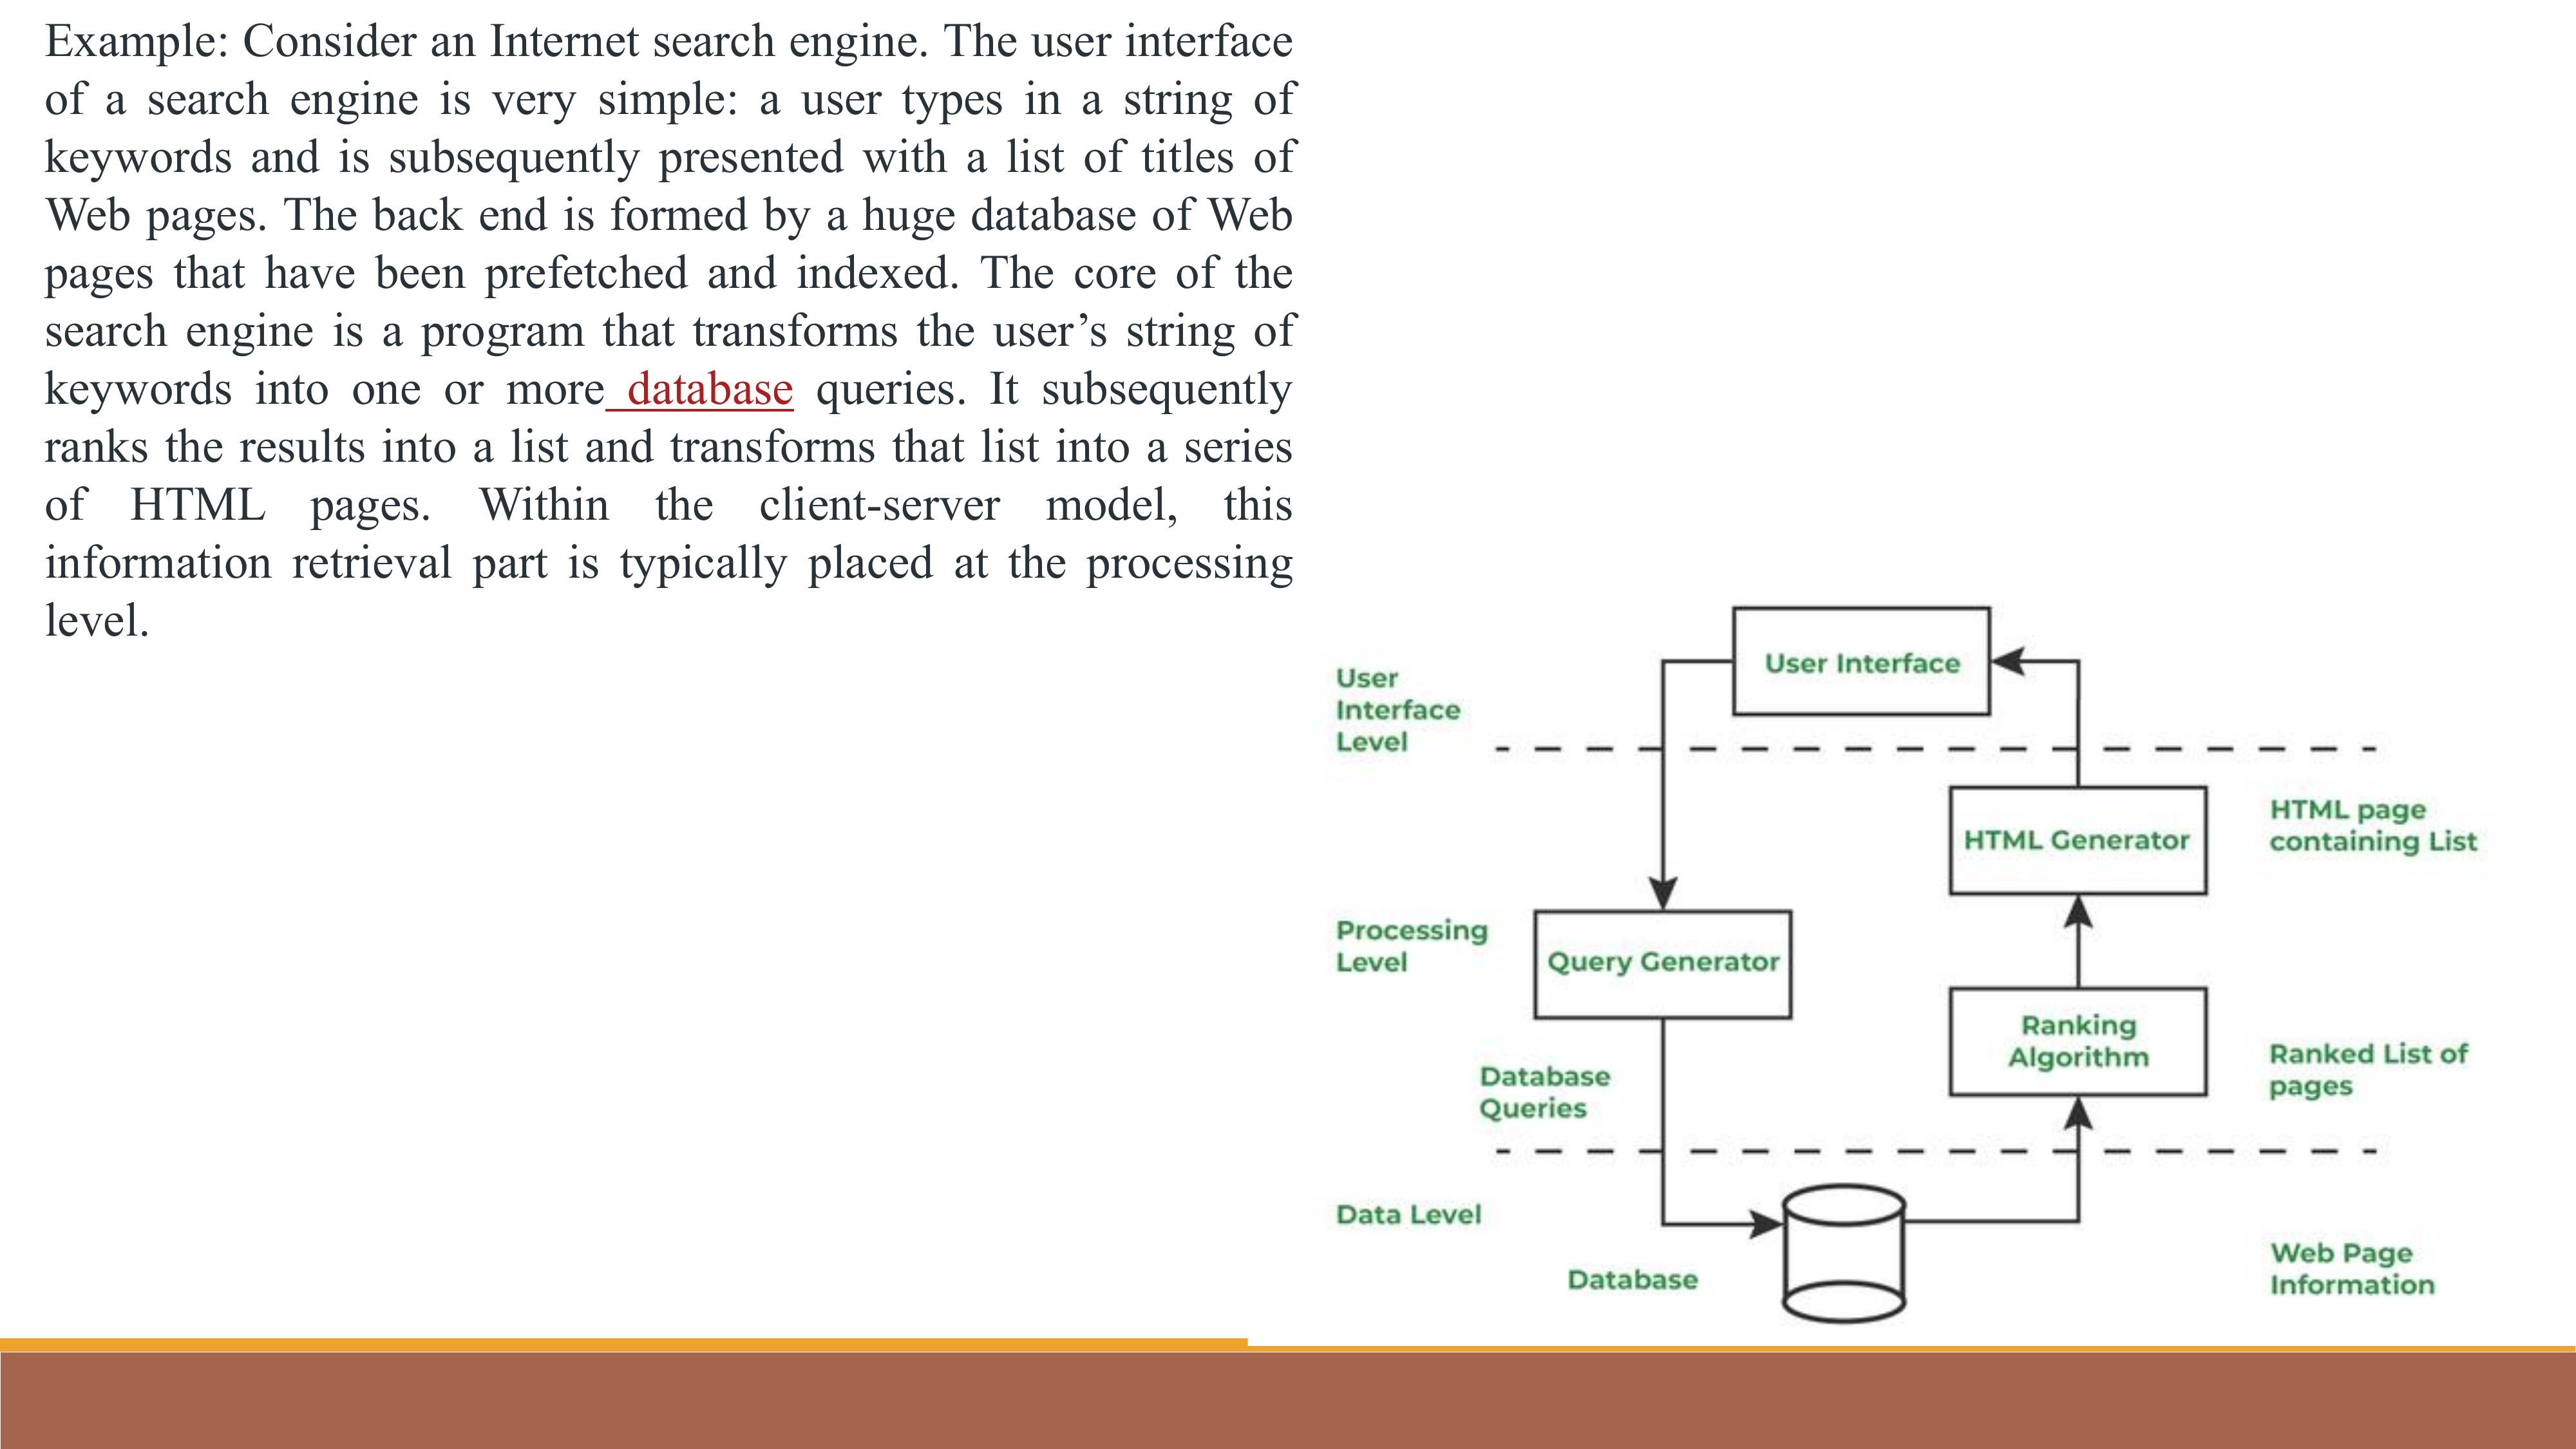 Example: Consider an Internet search engine. The user interface
of a search engine is very simple: a user types in a string of
keywords and is subsequently presented with a list of titles of
Web pages. The back end is formed by a huge database of Web
pages that have been prefetched and indexed. The core of the
search engine is a program that transforms the user’s string of
keywords into one or more database queries. It subsequently
ranks the results into a list and transforms that list into a series
of HTML pages. Within the client-server model, this
information retrieval part is typically placed at the processing
level.
User Interface
User
Interface
Level
HTML Generator
HTML page
containing List
Processing
Level
Query Generator
Ranking
Algorithm
Ranked List of
pages
Database
Queries
Data Level
Database
Web Page
Information